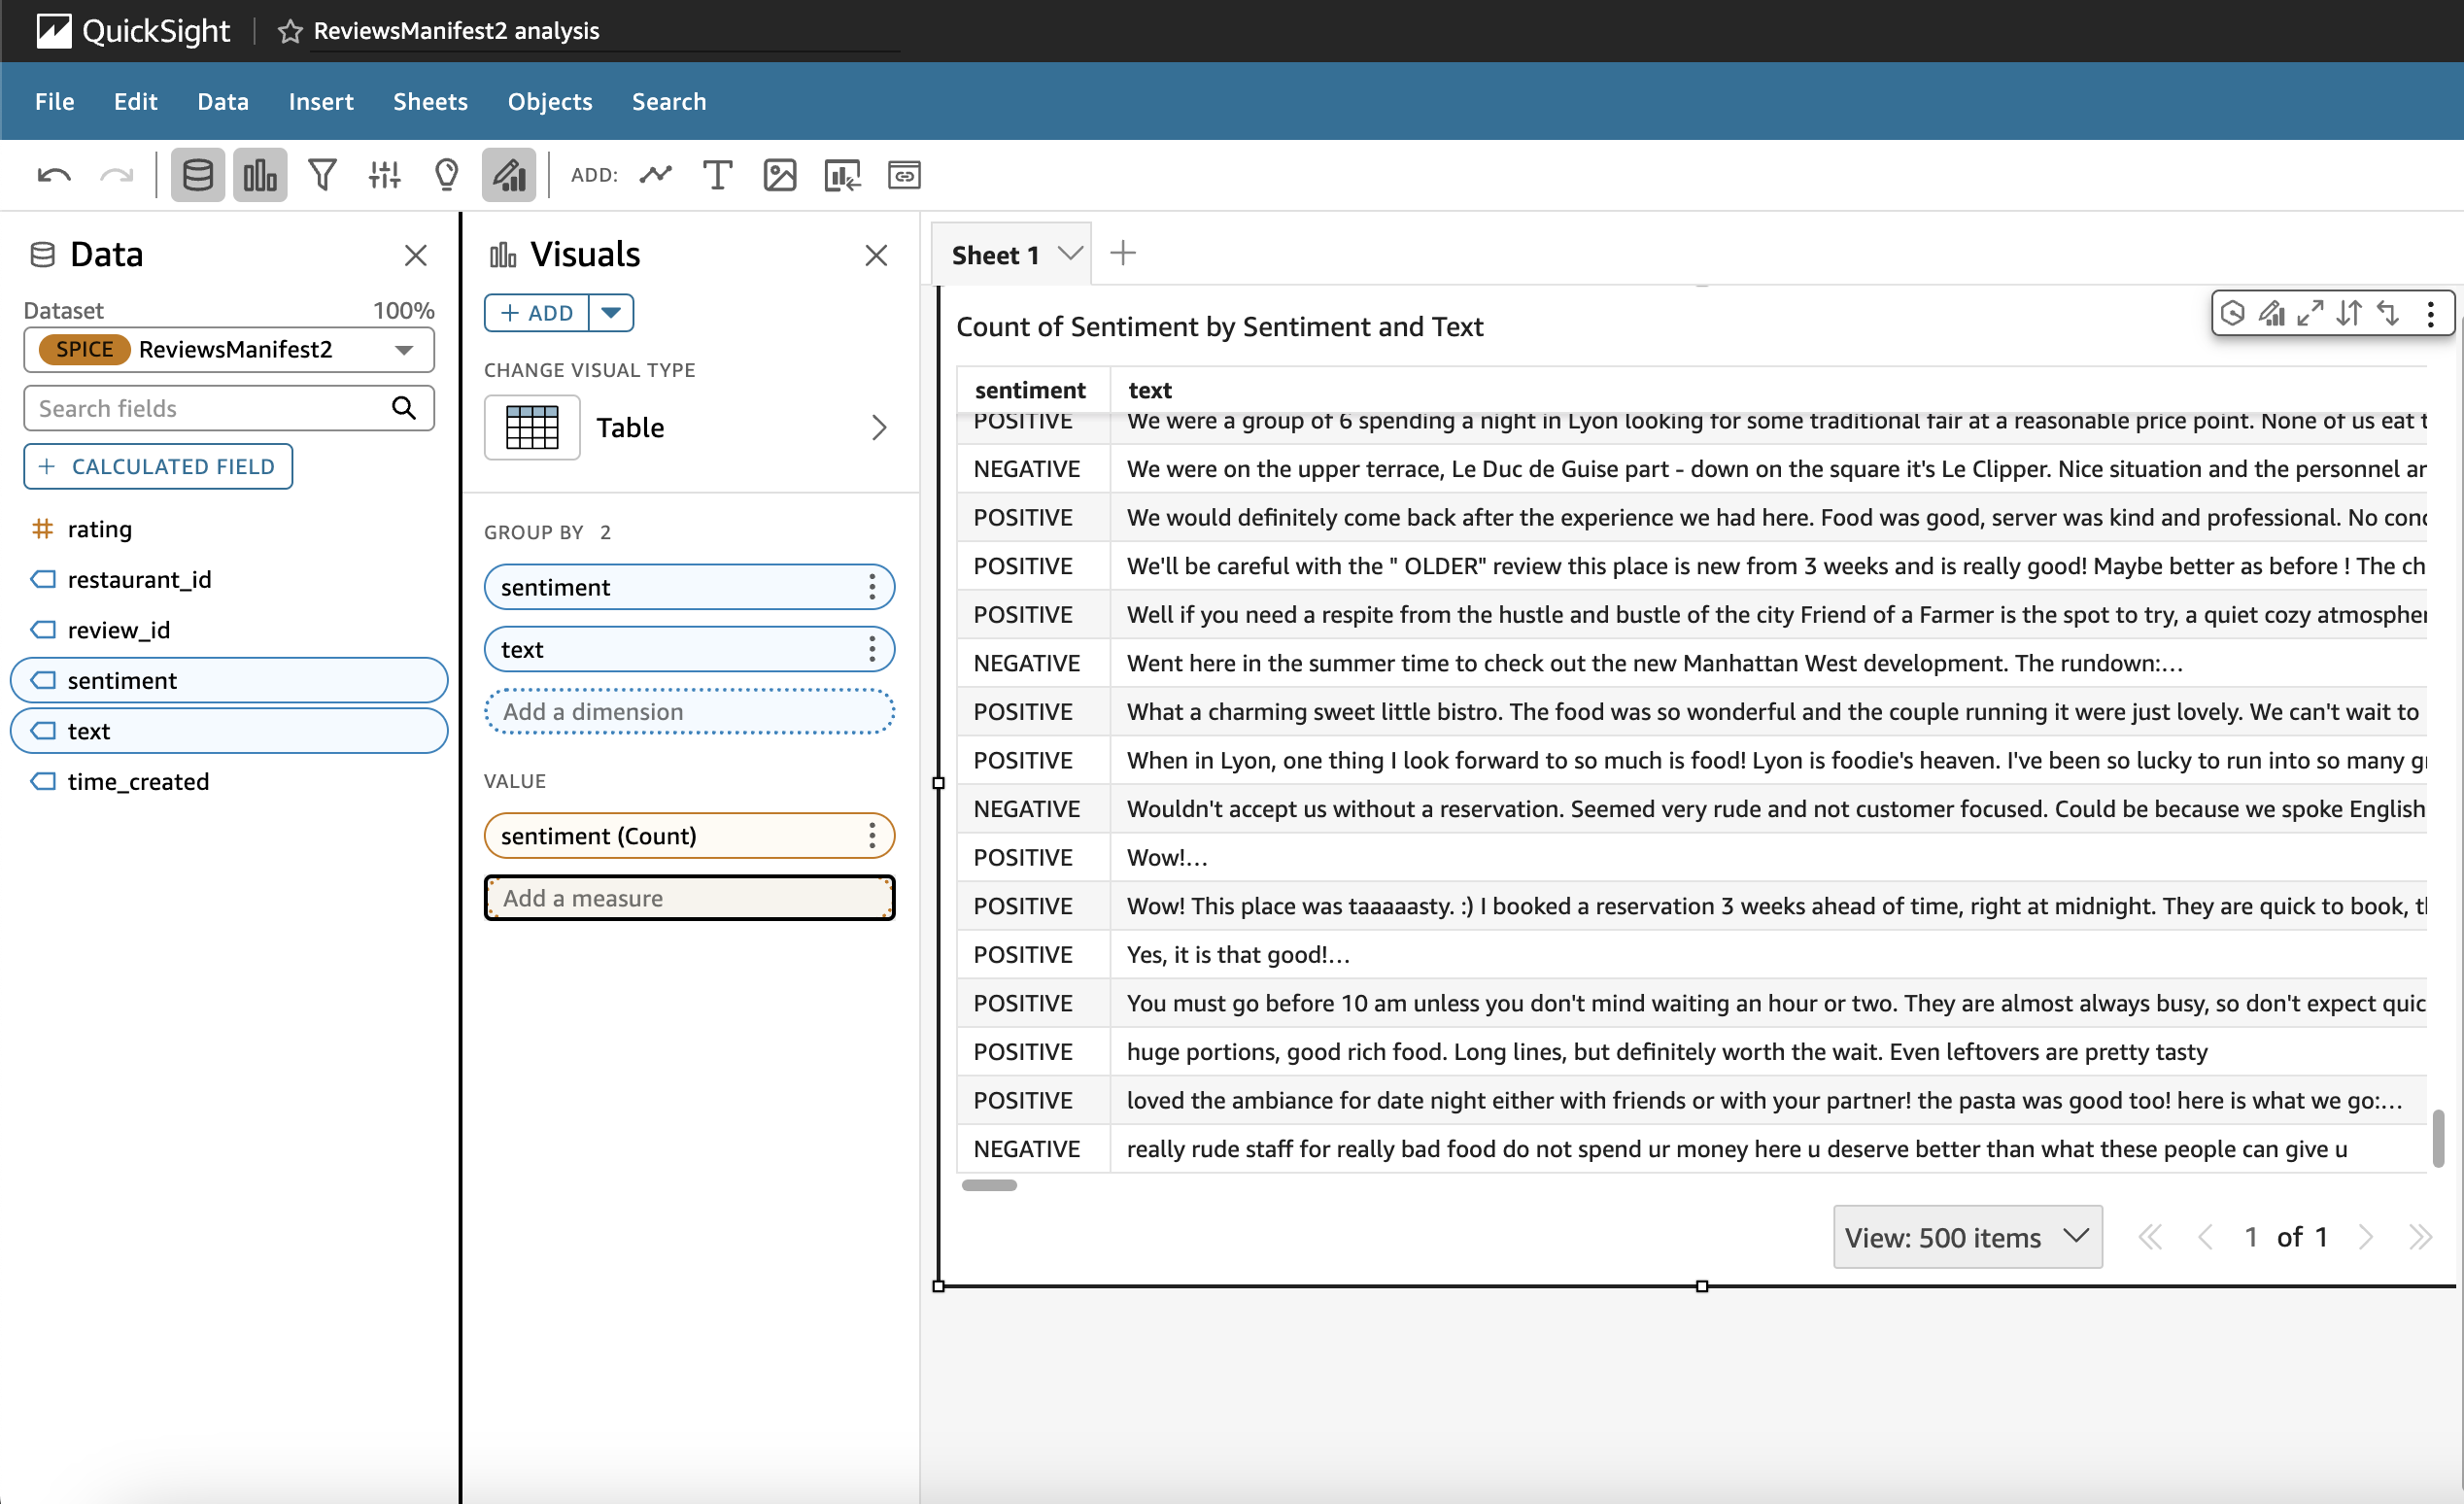 QuickSight
ReviewsManifest2 analysis
File Edit Data Insert Sheets Objects Search
ADD:
Data
Dataset 100%
SPICE ReviewsManifest2
Search fields
+ CALCULATED FIELD
rating
restaurant_id
review_id
sentiment
text
time_created
Visuals
+ ADD
CHANGE VISUAL TYPE
Table
GROUP BY 2
sentiment
text
Add a dimension
VALUE
sentiment (Count)
Add a measure
Sheet 1
Count of Sentiment by Sentiment and Text
sentiment text
POSITIVE We were a group of 6 spending a night in Lyon looking for some traditional fair at a reasonable price point. None of us eat
NEGATIVE We were on the upper terrace, Le Duc de Guise part - down on the square it's Le Clipper. Nice situation and the personnel
POSITIVE We would definitely come back after the experience we had here. Food was good, server was kind and professional. No
POSITIVE We'll be careful with the " OLDER" review this place is new from 3 weeks and is really good! Maybe better as before ! The ch
POSITIVE Well if you need a respite from the hustle and bustle of the city Friend of a Farmer is the spot to try, a quiet cozy
NEGATIVE Went here in the summer time to check out the new Manhattan West development. The rundown:...
POSITIVE What a charming sweet little bistro. The food was so wonderful and the couple running it were just lovely. We can't wait to
POSITIVE When in Lyon, one thing I look forward to so much is food! Lyon is foodie's heaven. I've been so lucky to run into so many
NEGATIVE Wouldn't accept us without a reservation. Seemed very rude and not customer focused. Could be because we spoke English
POSITIVE Wow!...
POSITIVE Wow! This place was taaaaasty. :) I booked a reservation 3 weeks ahead of time, right at midnight. They are quick to book,
POSITIVE Yes, it is that good!...
POSITIVE You must go before 10 am unless you don't mind waiting an hour or two. They are almost always busy, so don't expect quic
POSITIVE huge portions, good rich food. Long lines, but definitely worth the wait. Even leftovers are pretty tasty
POSITIVE loved the ambiance for date night either with friends or with your partner! the pasta was good too! here is what we go:...
NEGATIVE really rude staff for really bad food do not spend ur money here u deserve better than what these people can give u
View: 500 items 1 of 1